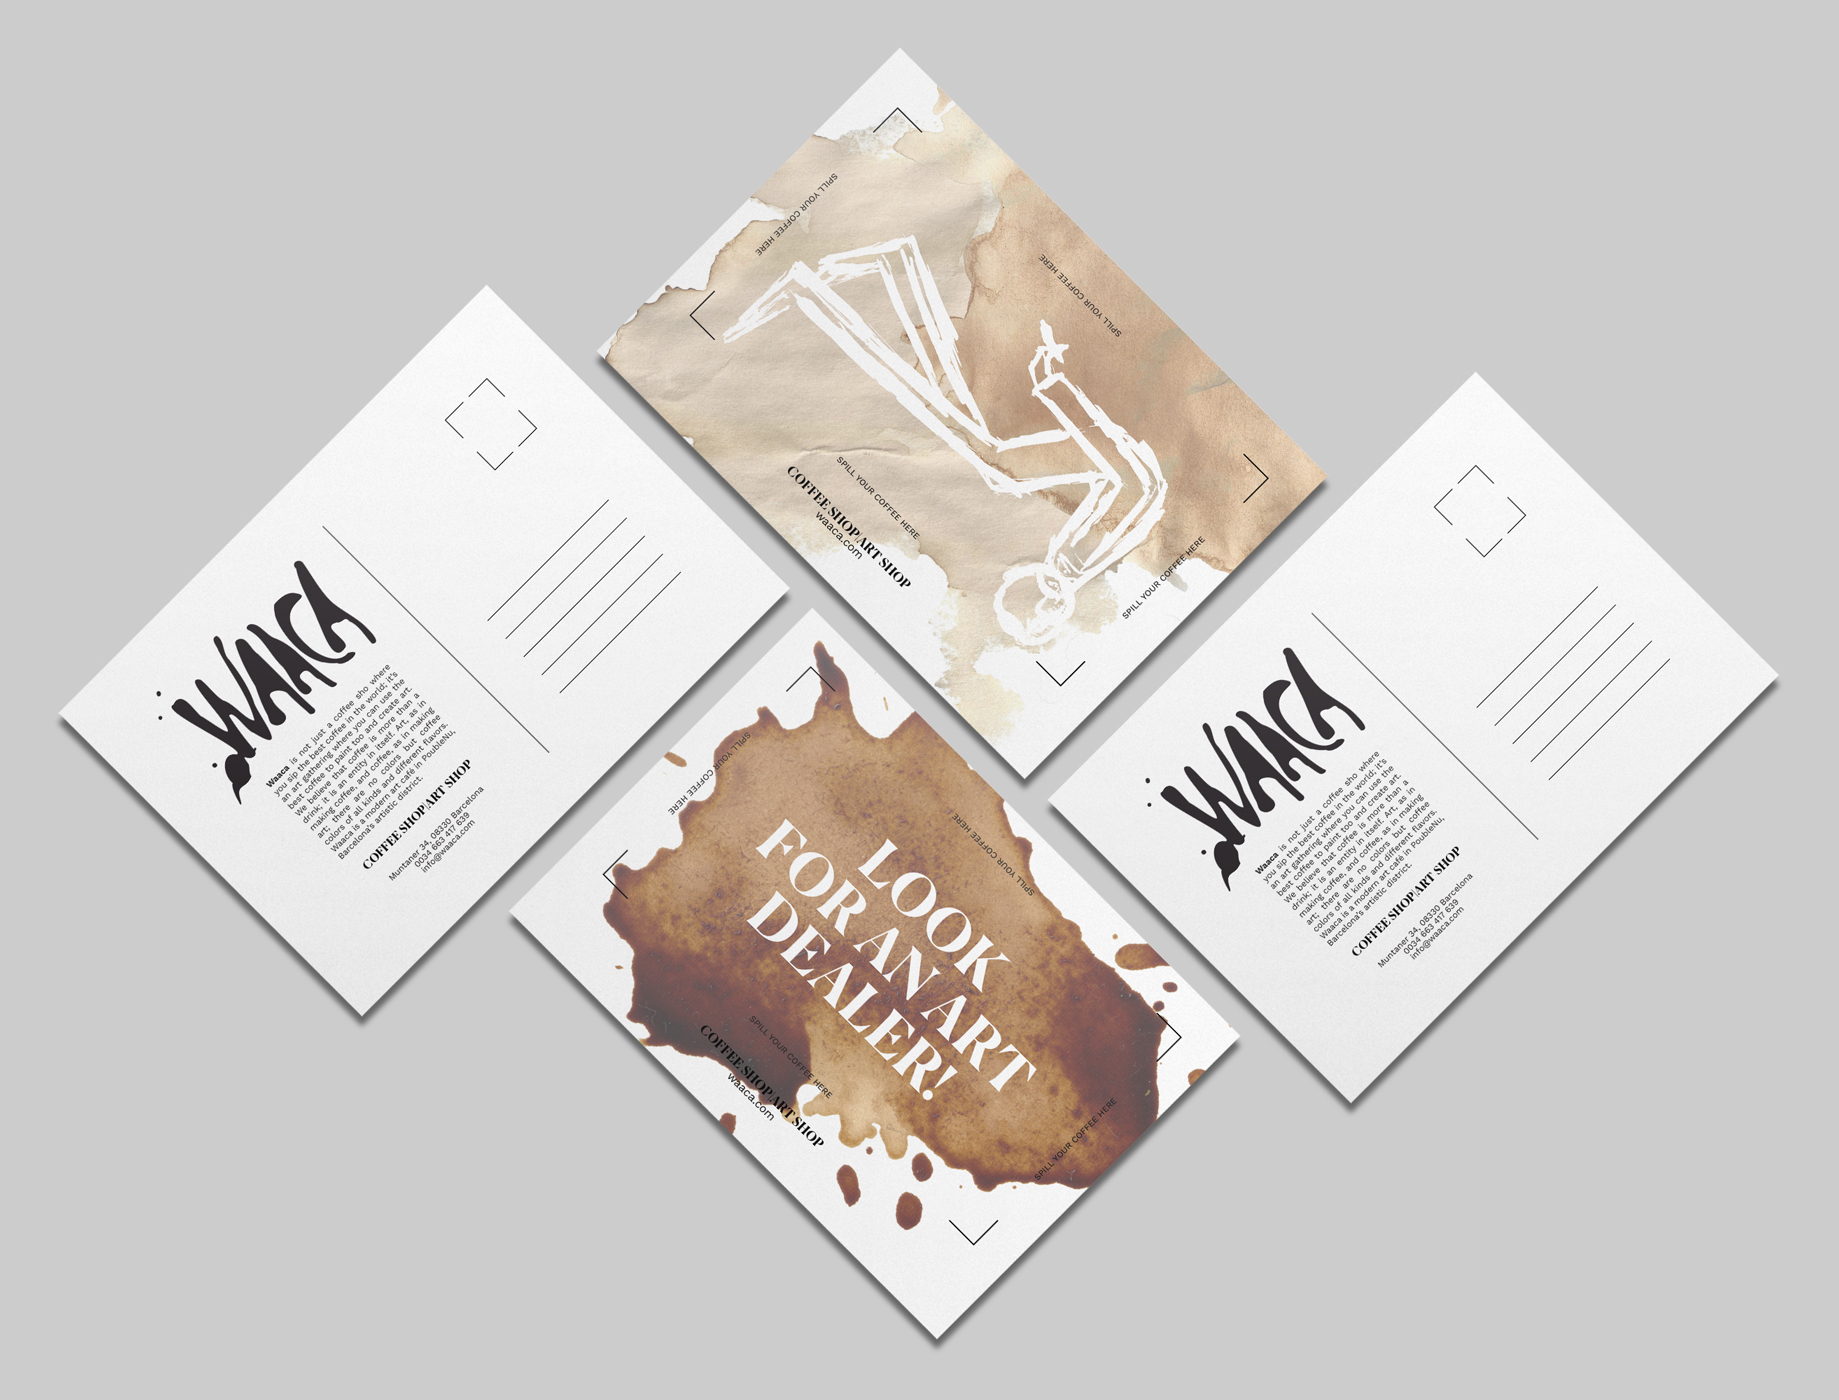 SPILL YOUR COFFEE HERE
SPILL YOUR COFFEE HERE
SPILL YOUR COFFEE HERE
COFFEE SHOP/ART SHOP
waaca.com
SPILL YOUR COFFEE HERE
WAACA
Waaca is not just a coffee sho where
you sip the best coffee in the world; it's
an art gathering where you can use the
best coffee to paint too and create art.
We believe that coffee is more than a
drink; it is an entity in itself. Art, as in
making coffee, and coffee, as in making
art; there are no colors but coffee
colors of all kinds and different flavors.
Waaca is a modern art café in PoubleNu,
Barcelona's artistic district.
COFFEE SHOP/ART SHOP
Muntaner 34, 08330 Barcelona
0034 663 417 639
info@waaca.com
SPILL YOUR COFFEE HERE
SPILL YOUR COFFEE HERE
LOOK
FOR AN ART
DEALER!
SPILL YOUR COFFEE HERE
COFFEE SHOP/ART SHOP
waaca.com
SPILL YOUR COFFEE HERE
WAACA
Waaca is not just a coffee sho where
you sip the best coffee in the world; it's
an art gathering where you can use the
best coffee to paint too and create art.
We believe that coffee is more than a
drink; it is an entity in itself. Art, as in
making coffee, and coffee, as in making
art; there are no colors but coffee
colors of all kinds and different flavors.
Waaca is a modern art café in PoubleNu,
Barcelona's artistic district.
COFFEE SHOP/ART SHOP
Muntaner 34, 08330 Barcelona
0034 663 417 639
info@waaca.com